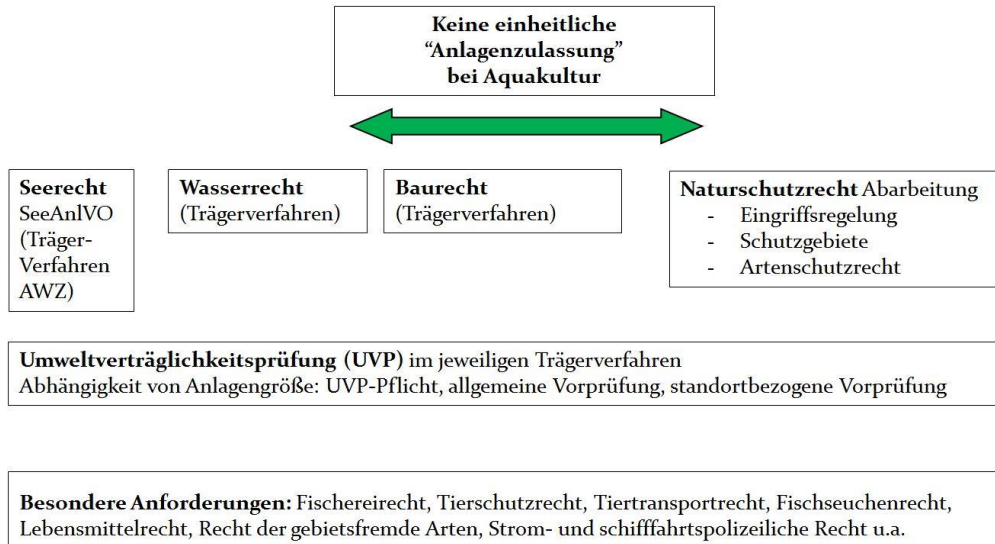 Keine einheitliche
“Anlagenzulassung”
bei Aquakultur
Seerecht
SeeAnlVO
(Träger-
Verfahren
AWZ)
Wasserrecht
(Trägerverfahren)
Baurecht
(Trägerverfahren)
Naturschutzrecht Abarbeitung
- Eingriffsregelung
- Schutzgebiete
- Artenschutzrecht
Umweltverträglichkeitsprüfung (UVP) im jeweiligen Trägerverfahren
Abhängigkeit von Anlagengröße: UVP-Pflicht, allgemeine Vorprüfung, standortbezogene Vorprüfung
Besondere Anforderungen: Fischereirecht, Tierschutzrecht, Tiertransportrecht, Fischseuchenrecht,
Lebensmittelrecht, Recht der gebietsfremde Arten, Strom- und schifffahrtspolizeiliche Recht u.a.